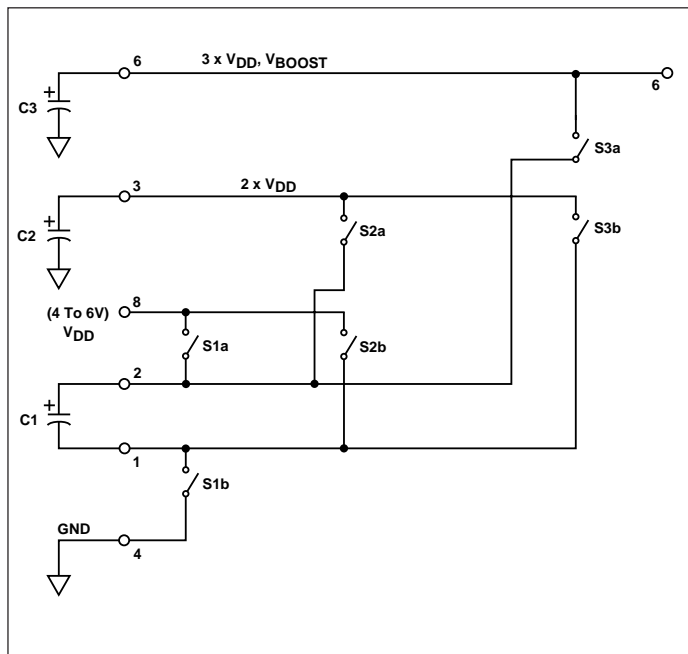 6
3 x VDD, VBOOST
6
+
C3
S3a
3
2 x VDD
+
C2
S2a
S3b
8
(4 To 6V)
VDD
S1a
S2b
2
+
C1
1
S1b
GND
4